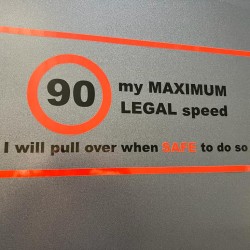 90 my MAXIMUM
LEGAL speed
I will pull over when SAFE to do so